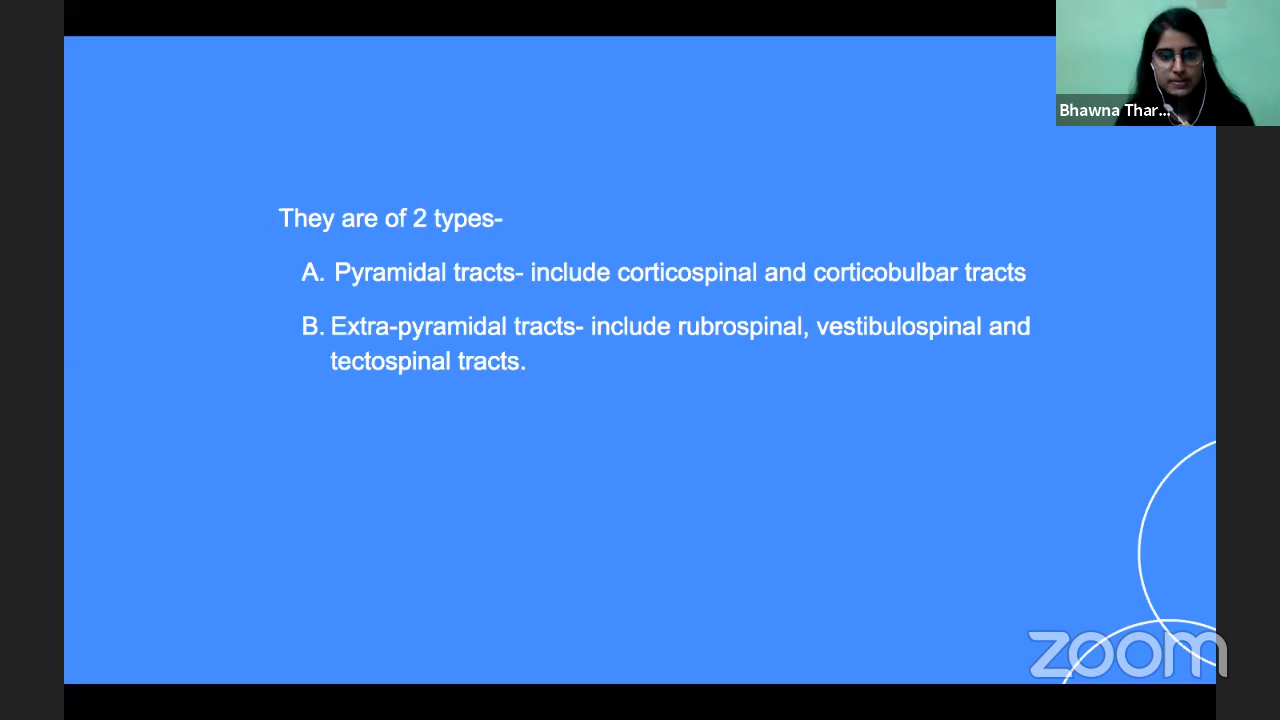 Bhawna Thar...
They are of 2 types-
A. Pyramidal tracts- include corticospinal and corticobulbar tracts
B. Extra-pyramidal tracts- include rubrospinal, vestibulospinal and
tectospinal tracts.
zoom